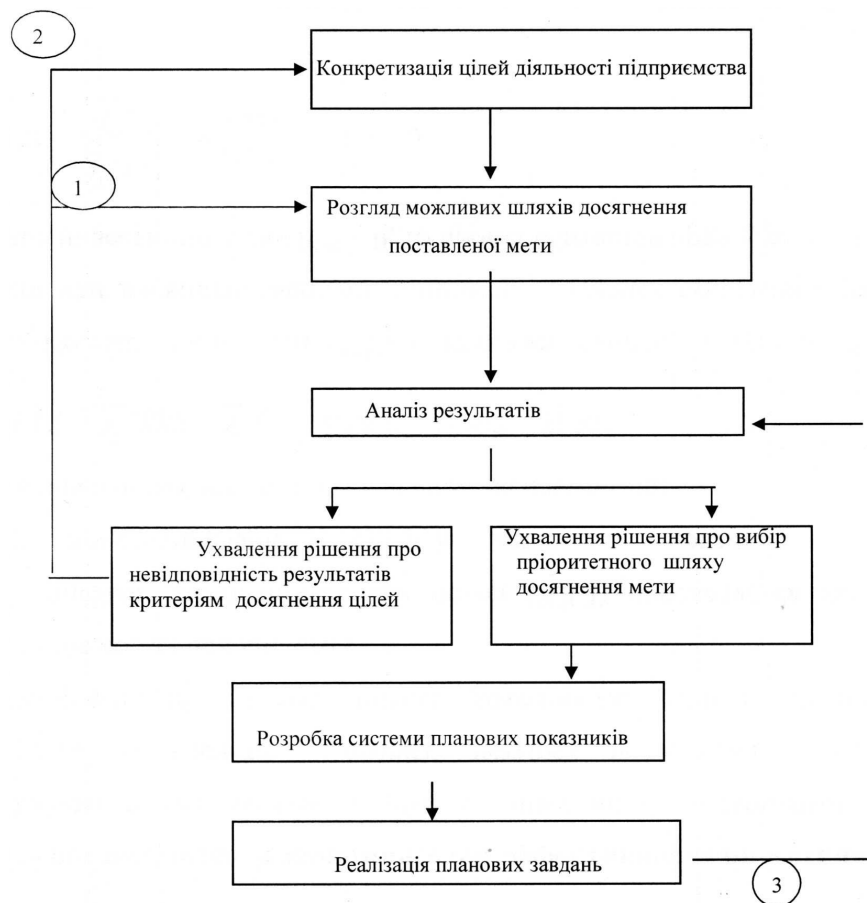 2
Конкретизація цілей діяльності підприємства
1
Розгляд можливих шляхів досягнення
поставленої мети
Аналіз результатів
Ухвалення рішення про
невідповідність результатів
критеріям досягнення цілей
Ухвалення рішення про вибір
пріоритетного шляху
досягнення мети
Розробка системи планових показників
Реалізація планових завдань
3